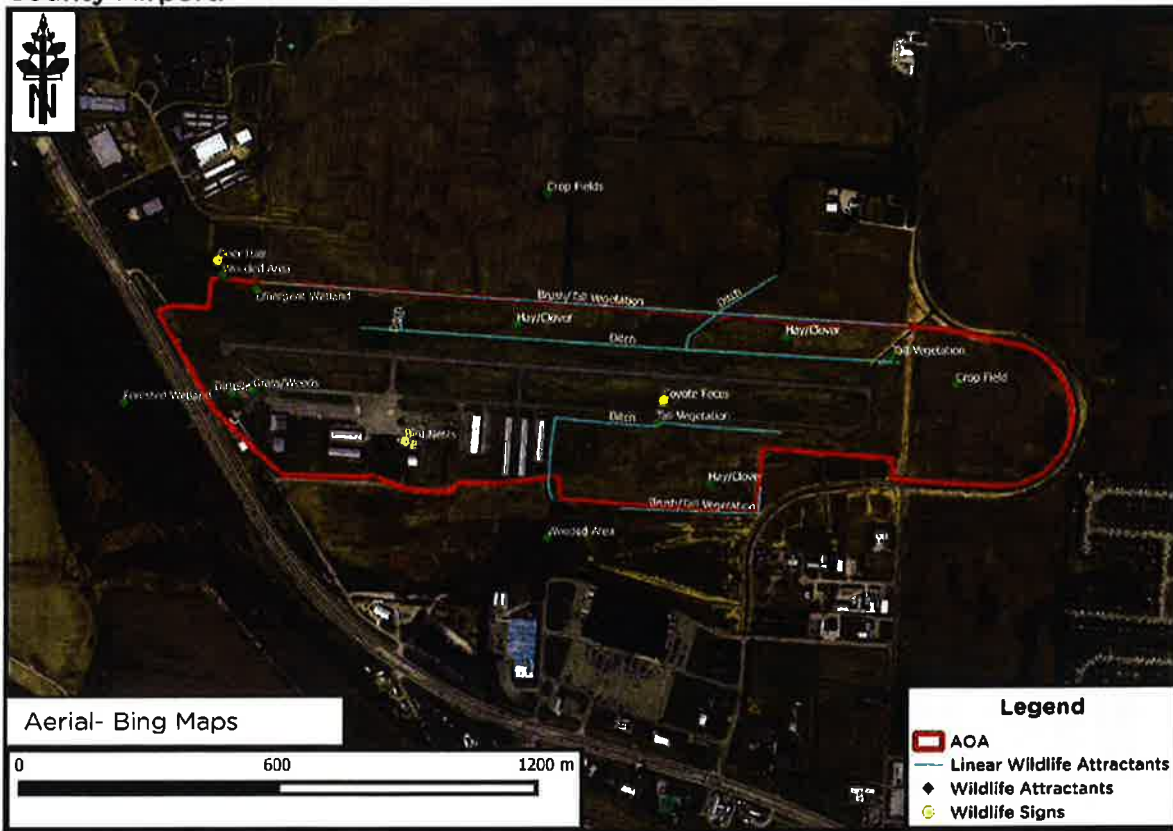 N
Crop Fields
Deer Hair
Wooded Area
Emergent Wetland
Brush/Tall Vegetation
Ditch
Hay/Clover
Ditch
Hay/Clover
Ditch
Tall Vegetation
Crop Field
Grass/Weeds
Forested Wetland
Coyote Feces
Tall Vegetation
Ditch
Bird Nests
Hay/Clover
Brush/Tall Vegetation
Wooded Area
Aerial- Bing Maps
0 600 1200 m
Legend
AOA
Linear Wildlife Attractants
Wildlife Attractants
Wildlife Signs